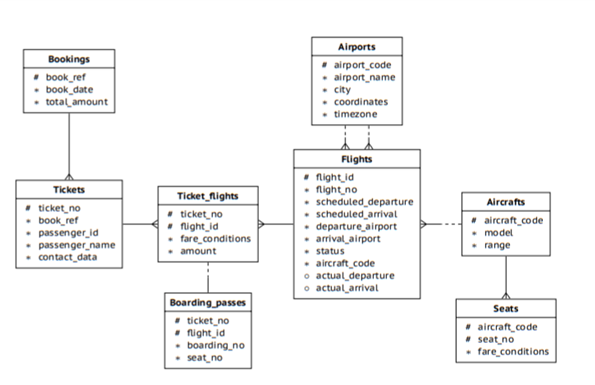 Bookings
# book_ref
* book_date
* total_amount
Airports
# airport_code
* airport_name
* city
* coordinates
* timezone
Tickets
# ticket_no
* book_ref
* passenger_id
* passenger_name
* contact_data
Ticket_flights
# ticket_no
# flight_id
* fare_conditions
* amount
Flights
# flight_id
* flight_no
* scheduled_departure
* scheduled_arrival
* departure_airport
* arrival_airport
* status
* aircraft_code
○ actual_departure
○ actual_arrival
Aircrafts
# aircraft_code
* model
* range
Boarding_passes
# ticket_no
# flight_id
* boarding_no
* seat_no
Seats
# aircraft_code
# seat_no
* fare_conditions